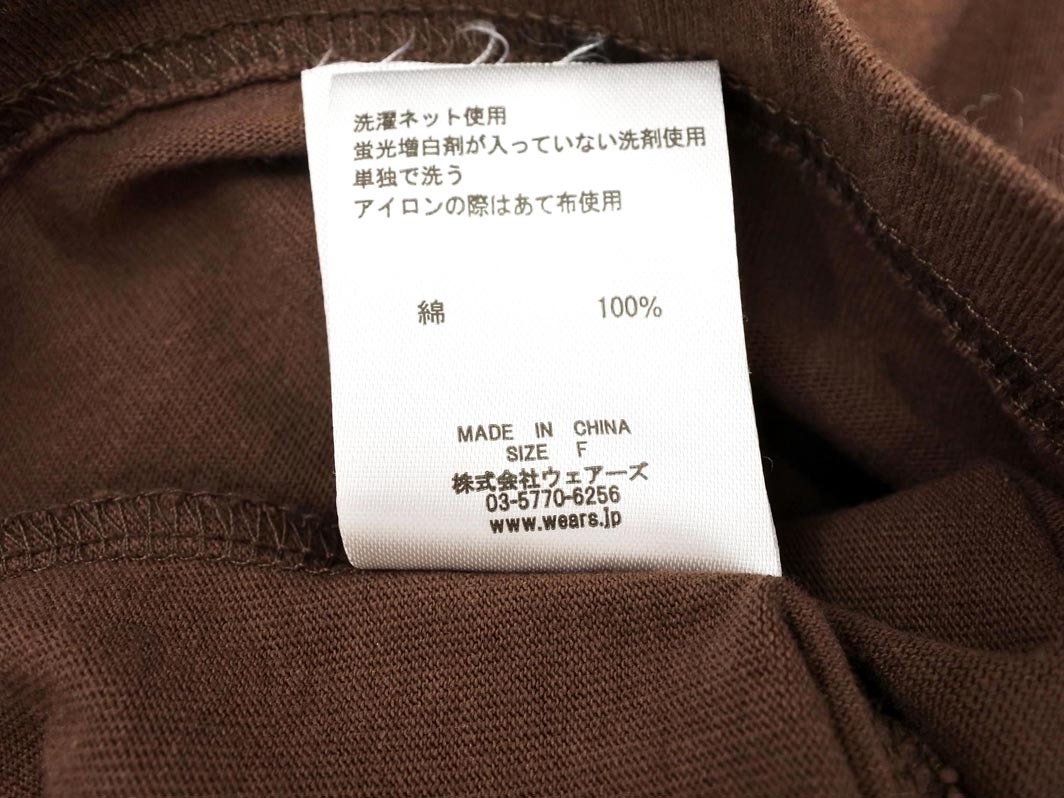 洗濯ネット使用
蛍光増白剤が入っていない洗剤使用
単独で洗う
アイロンの際はあて布使用
綿 100%
MADE IN CHINA
SIZE F
株式会社ウェアーズ
03-5770-6256
www.wears.jp